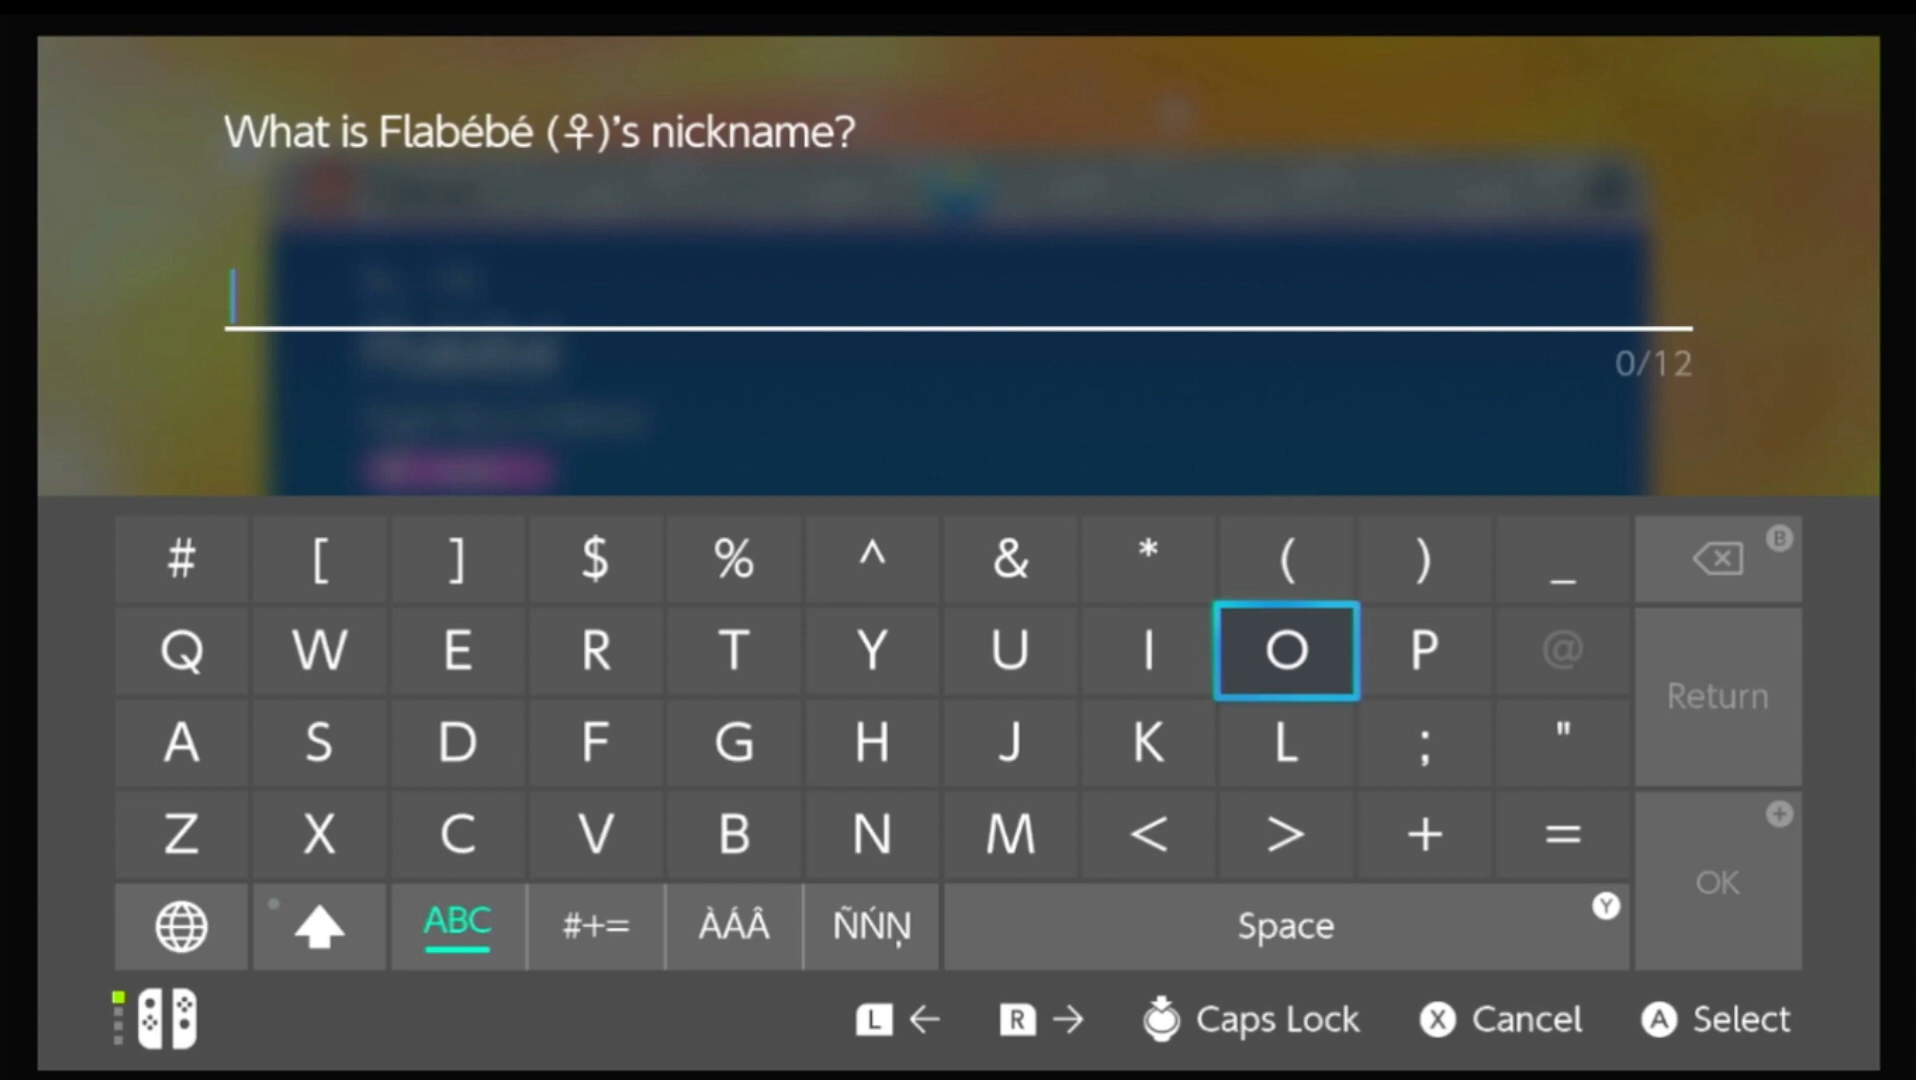 What is Flabébé (♀)'s nickname?
0/12
# [ ] $ % ^ & * ( ) _ B
Q W E R T Y U I O P @ Return
A S D F G H J K L ; "
Z X C V B N M < > + = + OK
ABC #+= ÀÁÂ ÑŃŅ Space Y
L ← R → Caps Lock X Cancel A Select